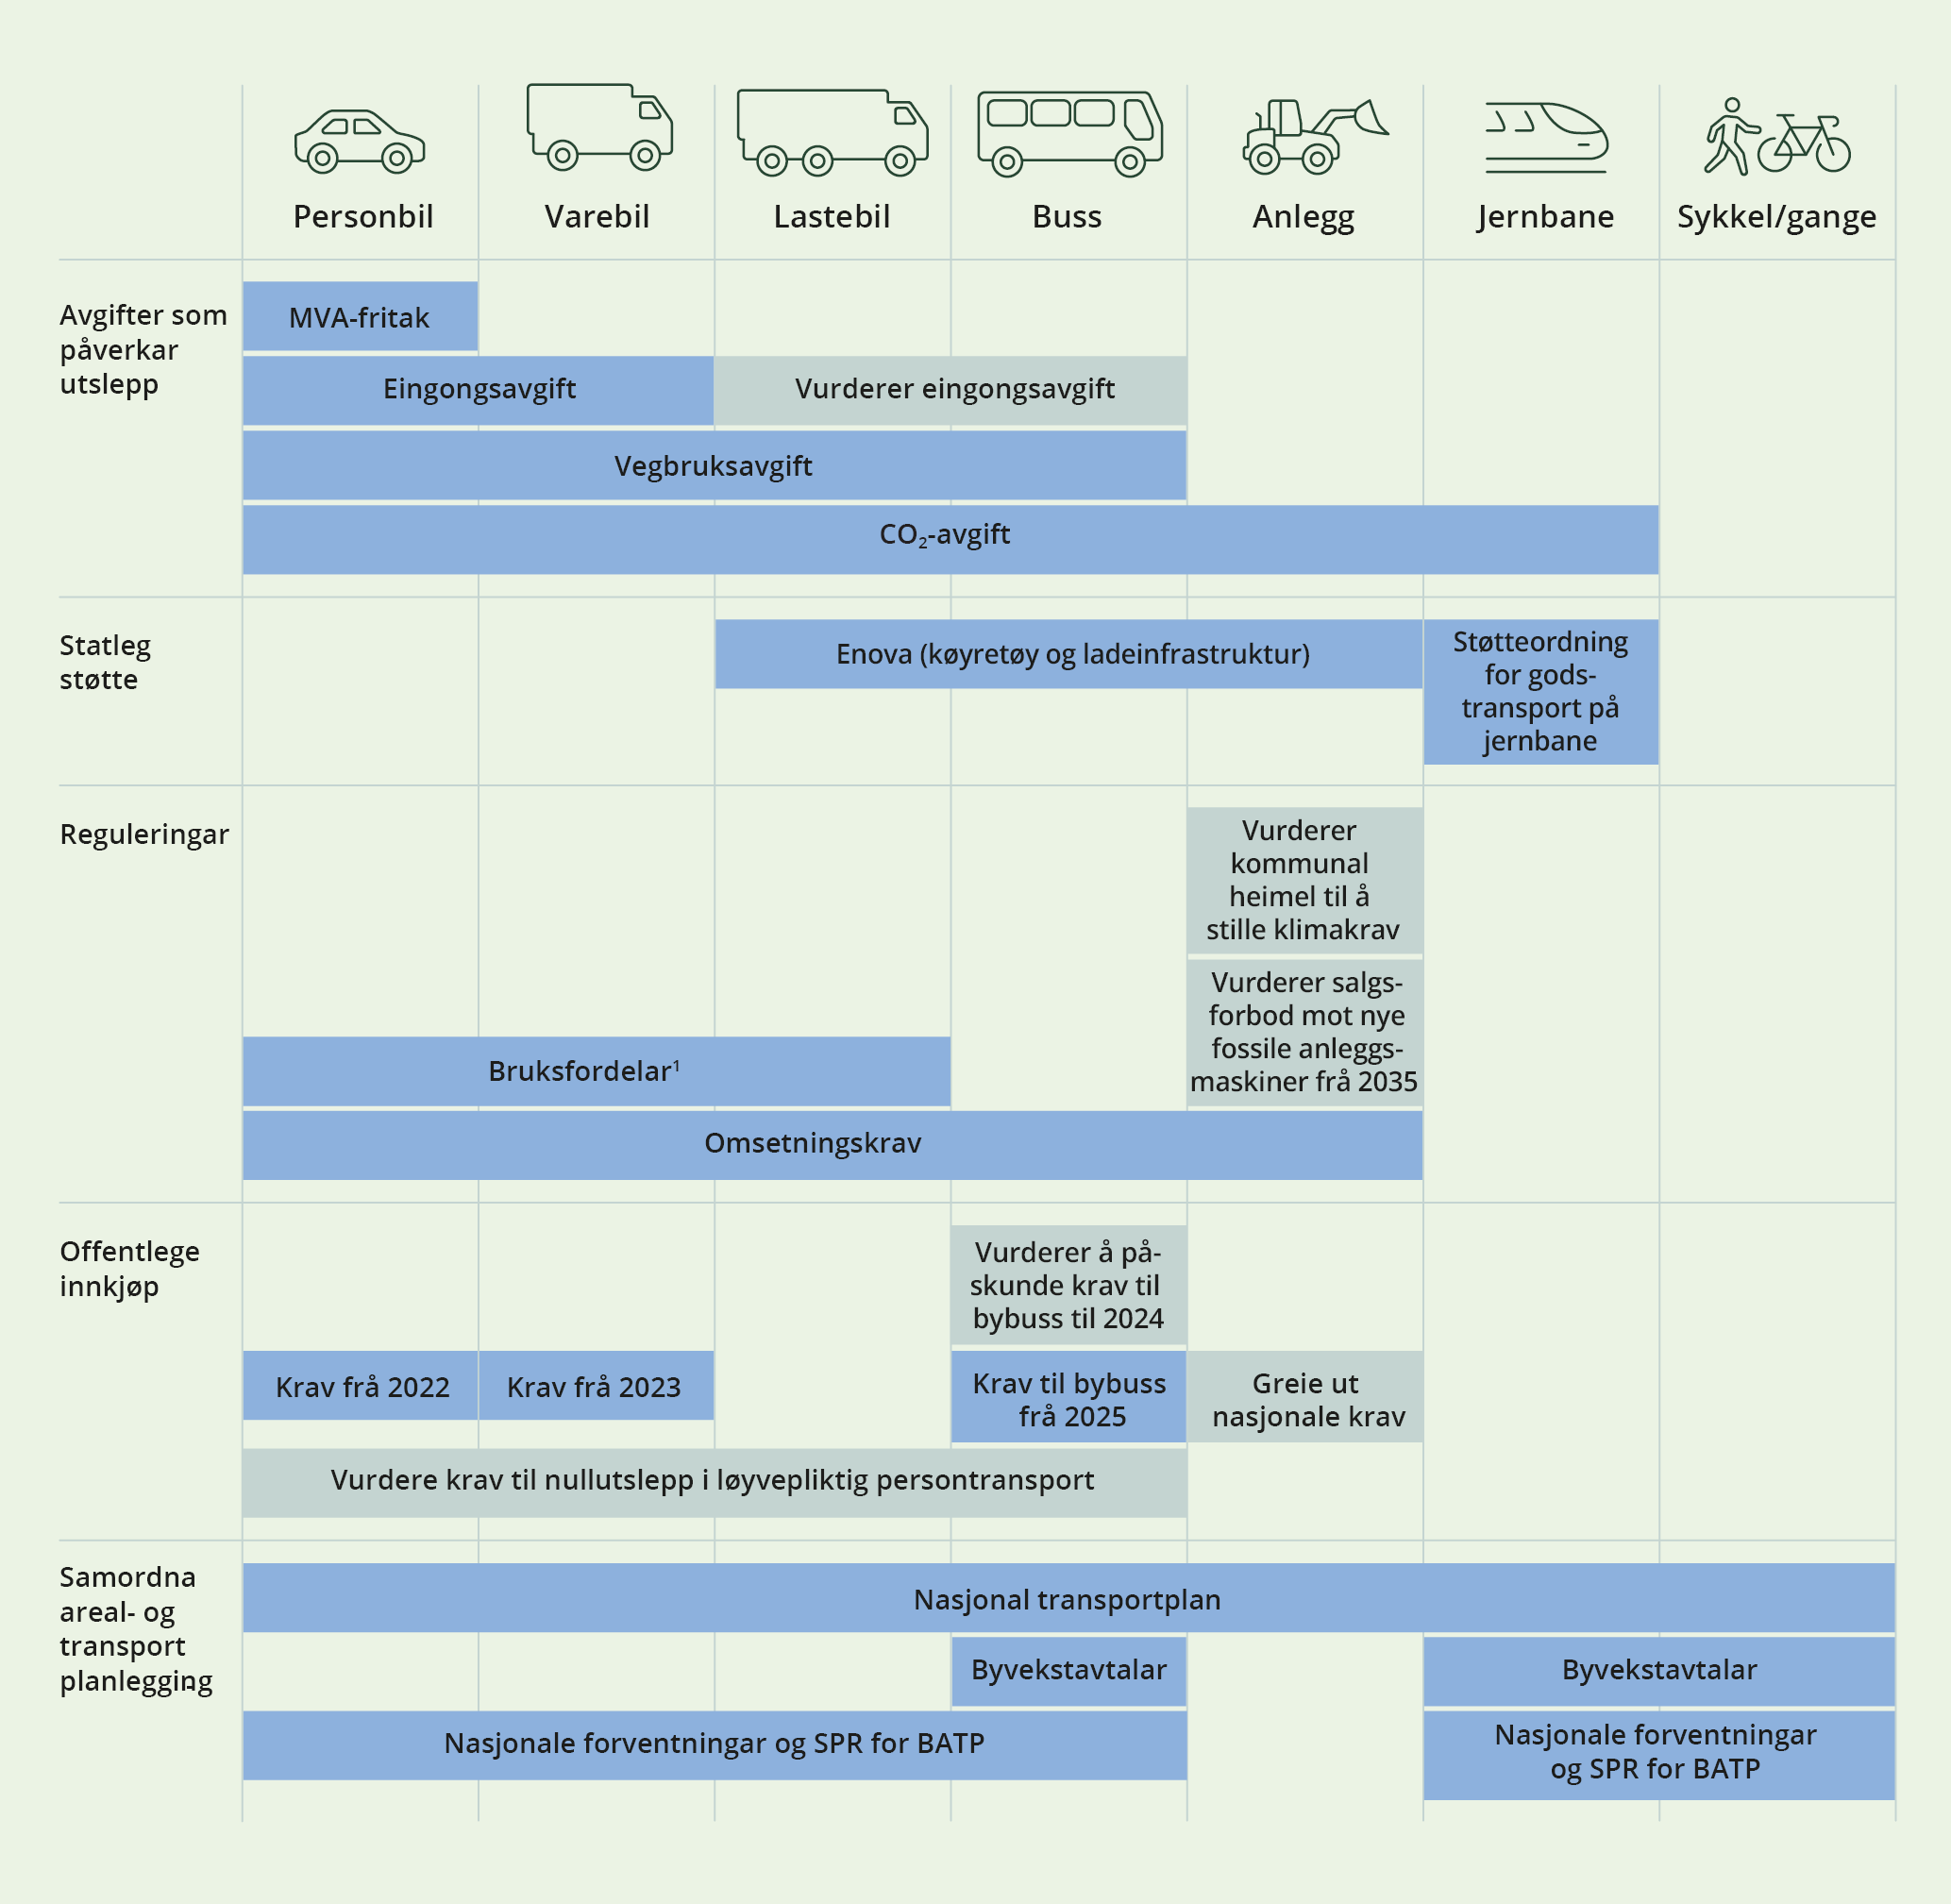 Personbil
Varebil
Lastebil
Buss
Anlegg
Jernbane
Sykkel/gange
Avgifter som
påverkar
utslepp
MVA-fritak
Eingongsavgift
Vurderer eingongsavgift
Vegbruksavgift
CO₂-avgift
Statleg
støtte
Enova (køyretøy og ladeinfrastruktur)
Støtteordning
for gods-
transport på
jernbane
Reguleringar
Vurderer
kommunal
heimel til å
stille klimakrav
Vurderer salgs-
forbod mot nye
fossile anleggs-
maskiner frå 2035
Bruksfordelar¹
Omsetningskrav
Offentlege
innkjøp
Vurderer å på-
skunde krav til
bybuss til 2024
Krav frå 2022
Krav frå 2023
Krav til bybuss
frå 2025
Greie ut
nasjonale krav
Vurdere krav til nullutslepp i løyvepliktig persontransport
Samordna
areal- og
transport
planlegging
Nasjonal transportplan
Byvekstavtalar
Byvekstavtalar
Nasjonale forventningar og SPR for BATP
Nasjonale forventningar
og SPR for BATP